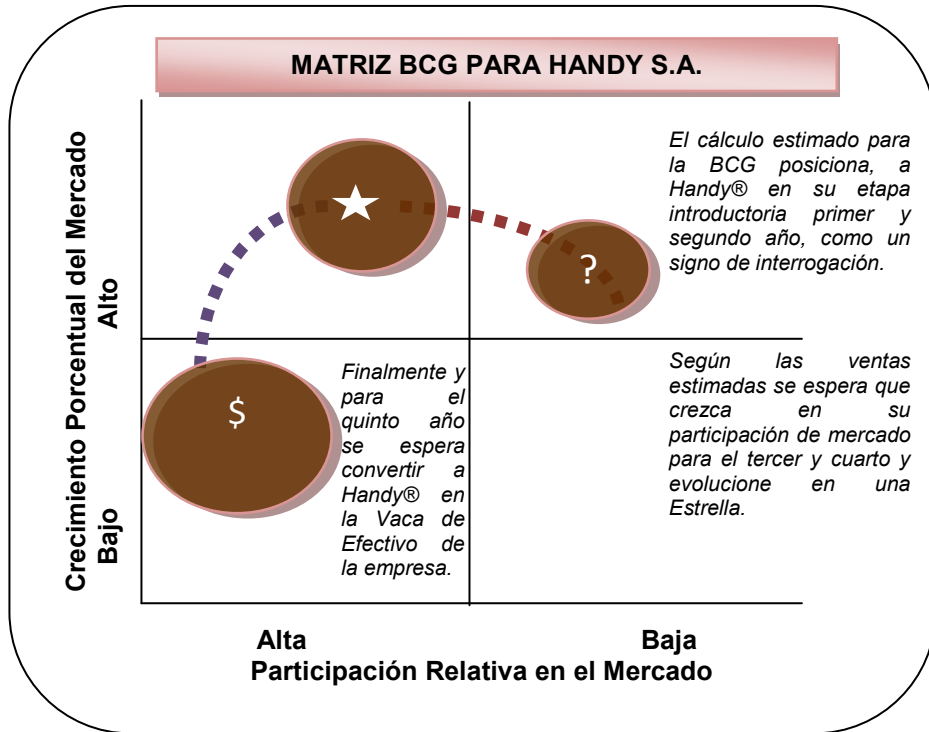 MATRIZ BCG PARA HANDY S.A.
Crecimiento Porcentual del Mercado
Alto
Bajo
?
El cálculo estimado para
la BCG posiciona, a
Handy® en su etapa
introductoria primer y
segundo año, como un
signo de interrogación.
$
Finalmente y
para el
quinto año
se espera
convertir a
Handy® en
la Vaca de
Efectivo de
la empresa.
Según las ventas
estimadas se espera que
crezca en su
participación de mercado
para el tercer y cuarto y
evolucione en una
Estrella.
Alta
Baja
Participación Relativa en el Mercado